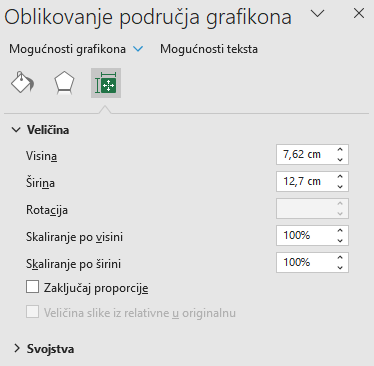 Oblikovanje područja grafikona
Mogućnosti grafikona Mogućnosti teksta
Veličina
Visina 7,62 cm
Širina 12,7 cm
Rotacija
Skaliranje po visini 100%
Skaliranje po širini 100%
Zaključaj proporcije
Veličina slike iz relativne u originalnu
Svojstva